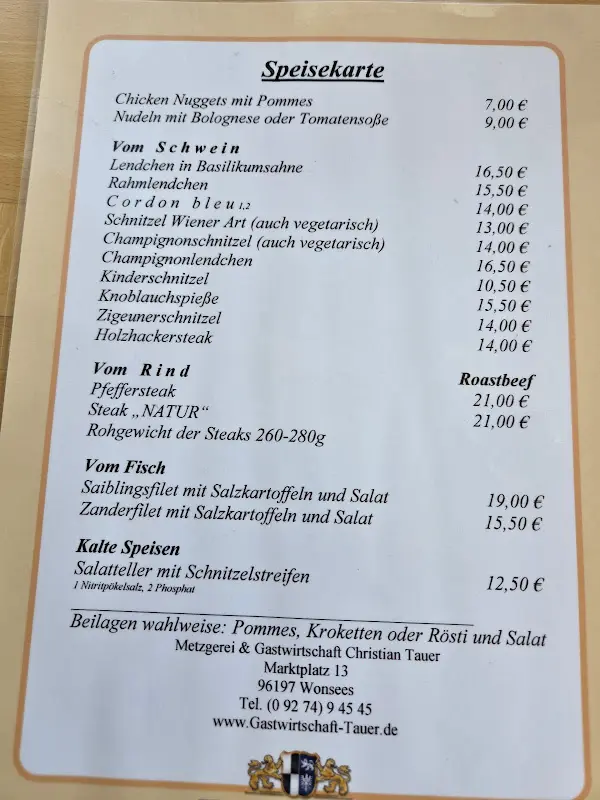 Speisekarte
Chicken Nuggets mit Pommes 7,00 €
Nudeln mit Bolognese oder Tomatensoße 9,00 €
Vom Schwein
Lendchen in Basilikumsahne 16,50 €
Rahmlendchen 15,50 €
Cordon bleu 1,2 14,00 €
Schnitzel Wiener Art (auch vegetarisch) 13,00 €
Champignonschnitzel (auch vegetarisch) 14,00 €
Champignonlendchen 16,50 €
Kinderschnitzel 10,50 €
Knoblauchspieße 15,50 €
Zigeunerschnitzel 14,00 €
Holzhackersteak 14,00 €
Vom Rind Roastbeef
Pfeffersteak 21,00 €
Steak „NATUR“ 21,00 €
Rohgewicht der Steaks 260-280g
Vom Fisch
Saiblingsfilet mit Salzkartoffeln und Salat 19,00 €
Zanderfilet mit Salzkartoffeln und Salat 15,50 €
Kalte Speisen
Salatteller mit Schnitzelstreifen 12,50 €
1 Nitritpökelsalz, 2 Phosphat
Beilagen wahlweise: Pommes, Kroketten oder Rösti und Salat
Metzgerei & Gastwirtschaft Christian Tauer
Marktplatz 13
96197 Wonsees
Tel. (0 92 74) 9 45 45
www.Gastwirtschaft-Tauer.de